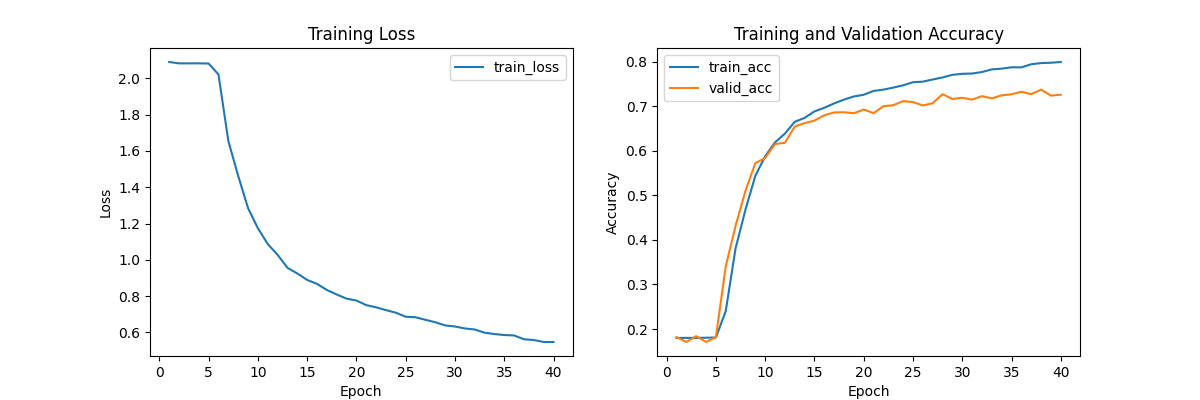 Training Loss
train_loss
2.0
1.8
1.6
1.4
1.2
1.0
0.8
0.6
Loss
0 5 10 15 20 25 30 35 40
Epoch
Training and Validation Accuracy
train_acc
valid_acc
0.8
0.7
0.6
0.5
0.4
0.3
0.2
Accuracy
0 5 10 15 20 25 30 35 40
Epoch